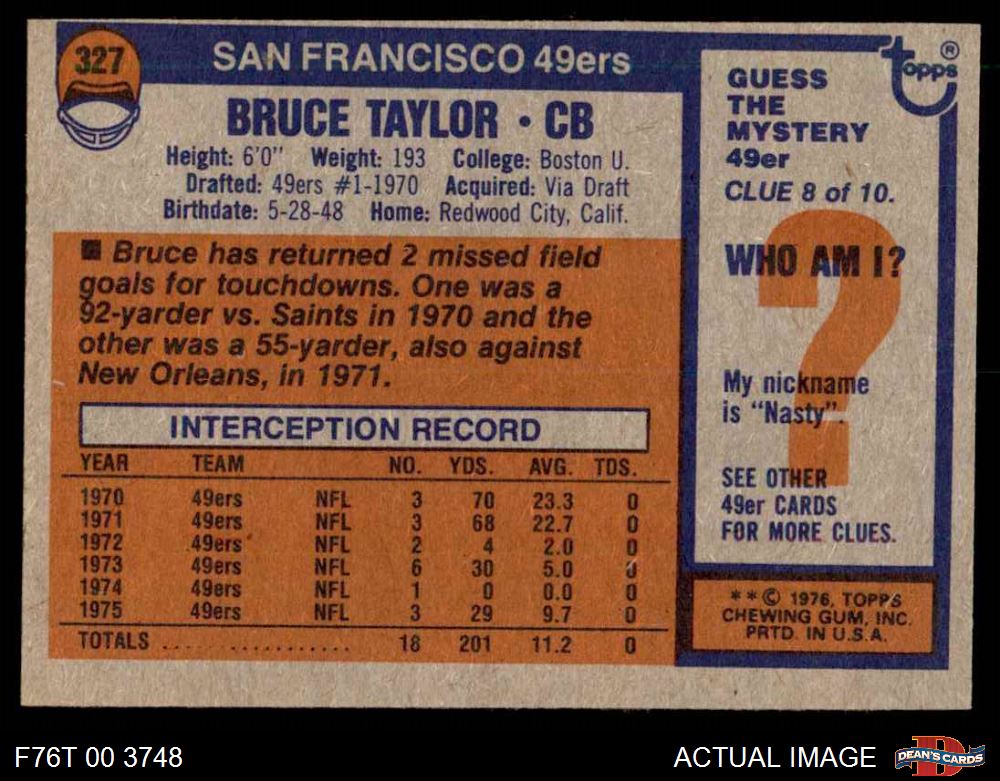 327
SAN FRANCISCO 49ers
BRUCE TAYLOR • CB
Height: 6'0" Weight: 193 College: Boston U.
Drafted: 49ers #1-1970 Acquired: Via Draft
Birthdate: 5-28-48 Home: Redwood City, Calif.
■ Bruce has returned 2 missed field
goals for touchdowns. One was a
92-yarder vs. Saints in 1970 and the
other was a 55-yarder, also against
New Orleans, in 1971.
INTERCEPTION RECORD
YEAR TEAM NO. YDS. AVG. TDS.
1970 49ers NFL 3 70 23.3 0
1971 49ers NFL 3 68 22.7 0
1972 49ers NFL 2 4 2.0 0
1973 49ers NFL 6 30 5.0 0
1974 49ers NFL 1 0 0.0 0
1975 49ers NFL 3 29 9.7 0
TOTALS .................. 18 201 11.2 0
topps ®
GUESS
THE
MYSTERY
49er
CLUE 8 of 10.
WHO AM I?
?
My nickname
is “Nasty”.
SEE OTHER
49er CARDS
FOR MORE CLUES.
**© 1976, TOPPS
CHEWING GUM, INC.
PRTD. IN U.S.A.
F76T 00 3748
ACTUAL IMAGE
D
DEAN'S CARDS